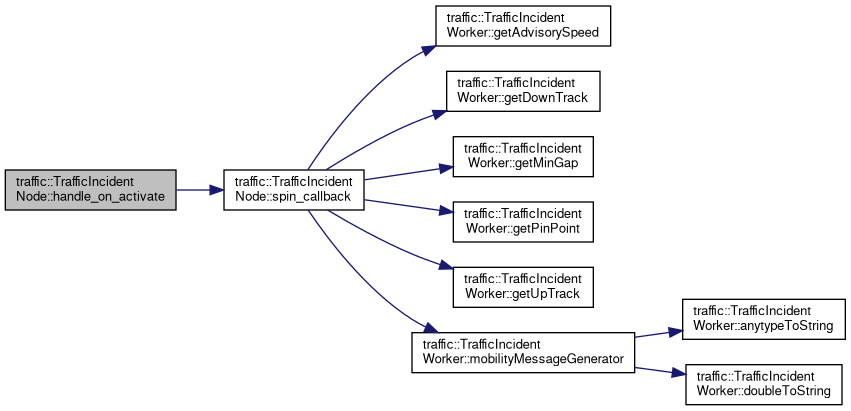 traffic::TrafficIncident
Node::handle_on_activate
traffic::TrafficIncident
Node::spin_callback
traffic::TrafficIncident
Worker::getAdvisorySpeed
traffic::TrafficIncident
Worker::getDownTrack
traffic::TrafficIncident
Worker::getMinGap
traffic::TrafficIncident
Worker::getPinPoint
traffic::TrafficIncident
Worker::getUpTrack
traffic::TrafficIncident
Worker::mobilityMessageGenerator
traffic::TrafficIncident
Worker::anytypeToString
traffic::TrafficIncident
Worker::doubleToString